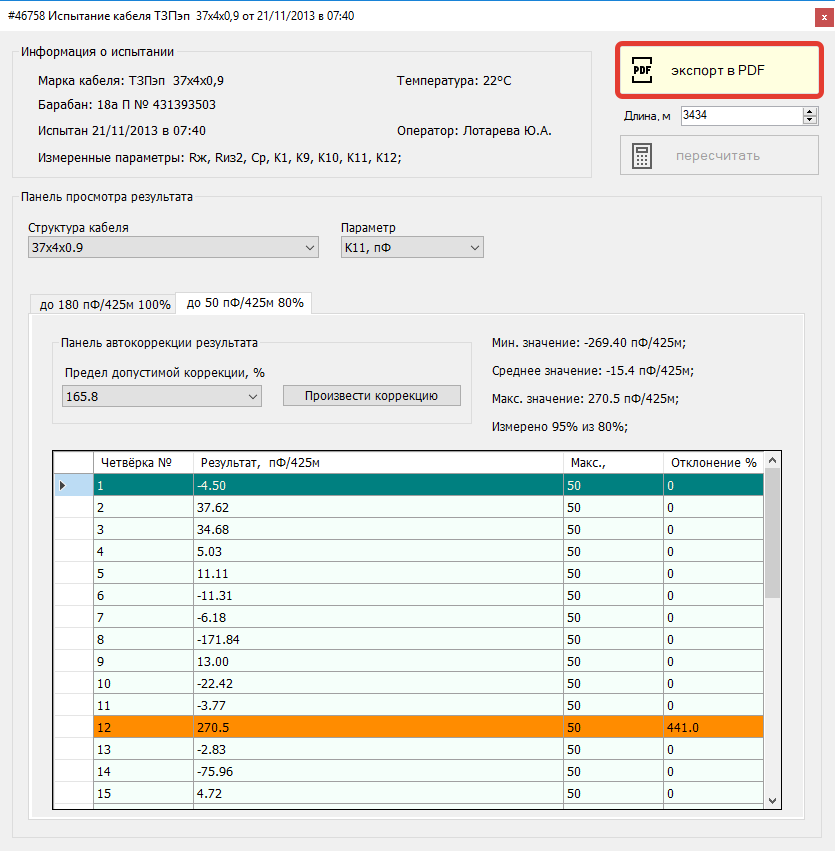 #46758 Испытание кабеля ТЗПэп 37x4x0,9 от 21/11/2013 в 07:40
x
Информация о испытании
Марка кабеля: ТЗПэп 37x4x0,9
Температура: 22°C
Барабан: 18а П № 431393503
Испытан 21/11/2013 в 07:40
Оператор: Лотарева Ю.А.
Измеренные параметры: Rж, Rиз2, Cр, K1, K9, K10, K11, K12;
PDF экспорт в PDF
Длина, м 3434
пересчитать
Панель просмотра результата
Структура кабеля
37x4x0.9
Параметр
K11, пФ
до 180 пФ/425м 100%
до 50 пФ/425м 80%
Панель автокоррекции результата
Предел допустимой коррекции, %
165.8
Произвести коррекцию
Мин. значение: -269.40 пФ/425м;
Среднее значение: -15.4 пФ/425м;
Макс. значение: 270.5 пФ/425м;
Измерено 95% из 80%;
Четвёрка № Результат, пФ/425м Макс., Отклонение %
1 -4.50 50 0
2 37.62 50 0
3 34.68 50 0
4 5.03 50 0
5 11.11 50 0
6 -11.31 50 0
7 -6.18 50 0
8 -171.84 50 0
9 13.00 50 0
10 -22.42 50 0
11 -3.77 50 0
12 270.5 50 441.0
13 -2.83 50 0
14 -75.96 50 0
15 4.72 50 0